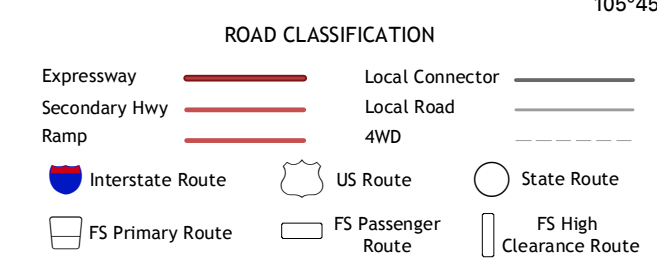 105°45
ROAD CLASSIFICATION
Expressway
Local Connector
Secondary Hwy
Local Road
Ramp
4WD
Interstate Route
US Route
State Route
FS Primary Route
FS Passenger
Route
FS High
Clearance Route